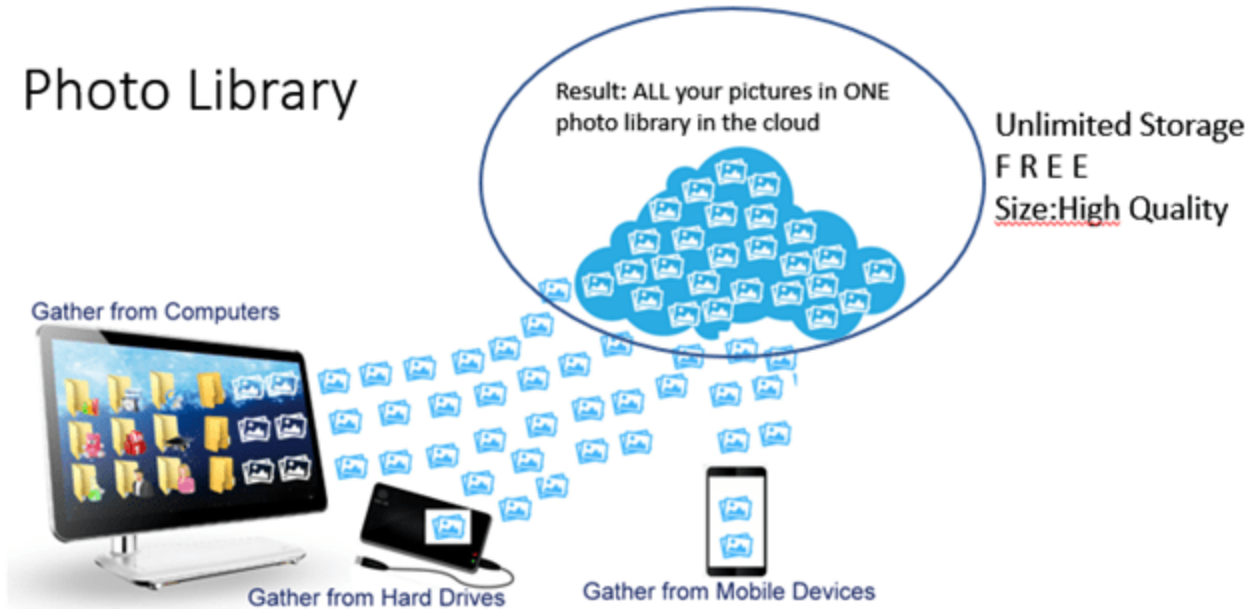 Photo Library
Result: ALL your pictures in ONE
photo library in the cloud
Unlimited Storage
F R E E
Size:High Quality
Gather from Computers
Gather from Hard Drives
Gather from Mobile Devices